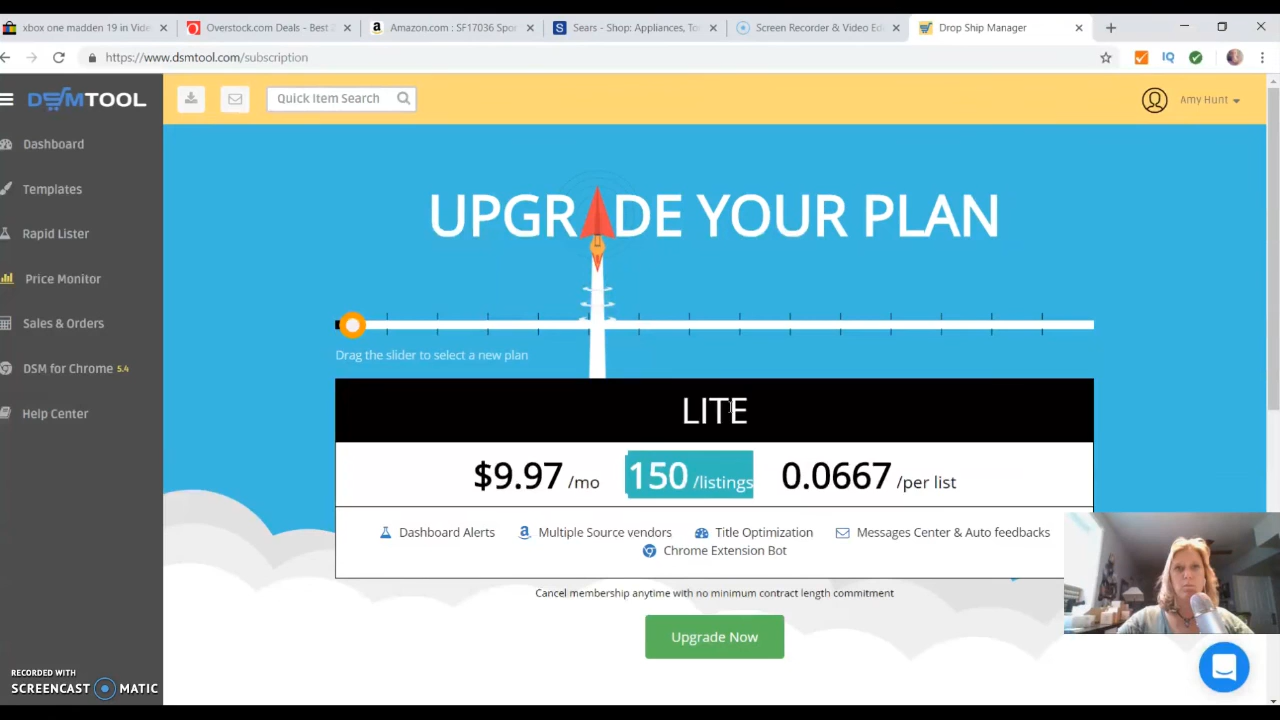 xbox one madden 19 in Vide
Overstock.com Deals - Best
Amazon.com : SF17036 Spo
Sears - Shop: Appliances, To
Screen Recorder & Video Ed
Drop Ship Manager
https://www.dsmtool.com/subscription
IQ
DSMTOOL
Quick Item Search
Amy Hunt
Dashboard
Templates
Rapid Lister
Price Monitor
Sales & Orders
DSM for Chrome 5.4
Help Center
UPGRADE YOUR PLAN
Drag the slider to select a new plan
LITE
$9.97 /mo 150 /listings 0.0667 /per list
Dashboard Alerts Multiple Source vendors Title Optimization Messages Center & Auto feedbacks
Chrome Extension Bot
Cancel membership anytime with no minimum contract length commitment
Upgrade Now
RECORDED WITH
SCREENCAST MATIC